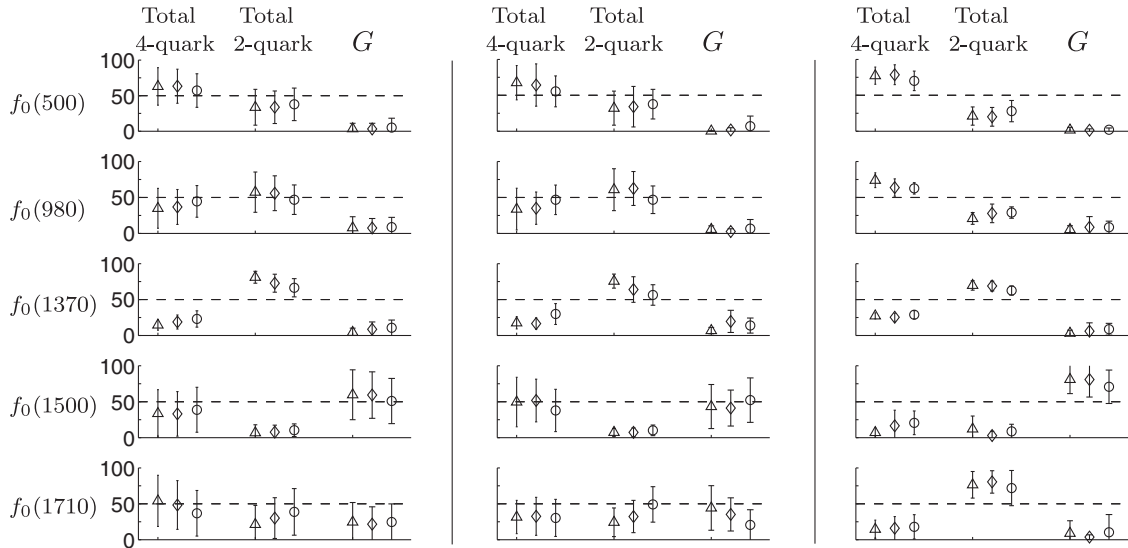 Total Total Total Total Total Total
4-quark 2-quark G 4-quark 2-quark G 4-quark 2-quark G
100
f₀(500) 50
0
100
f₀(980) 50
0
100
f₀(1370) 50
0
100
f₀(1500) 50
0
100
f₀(1710) 50
0